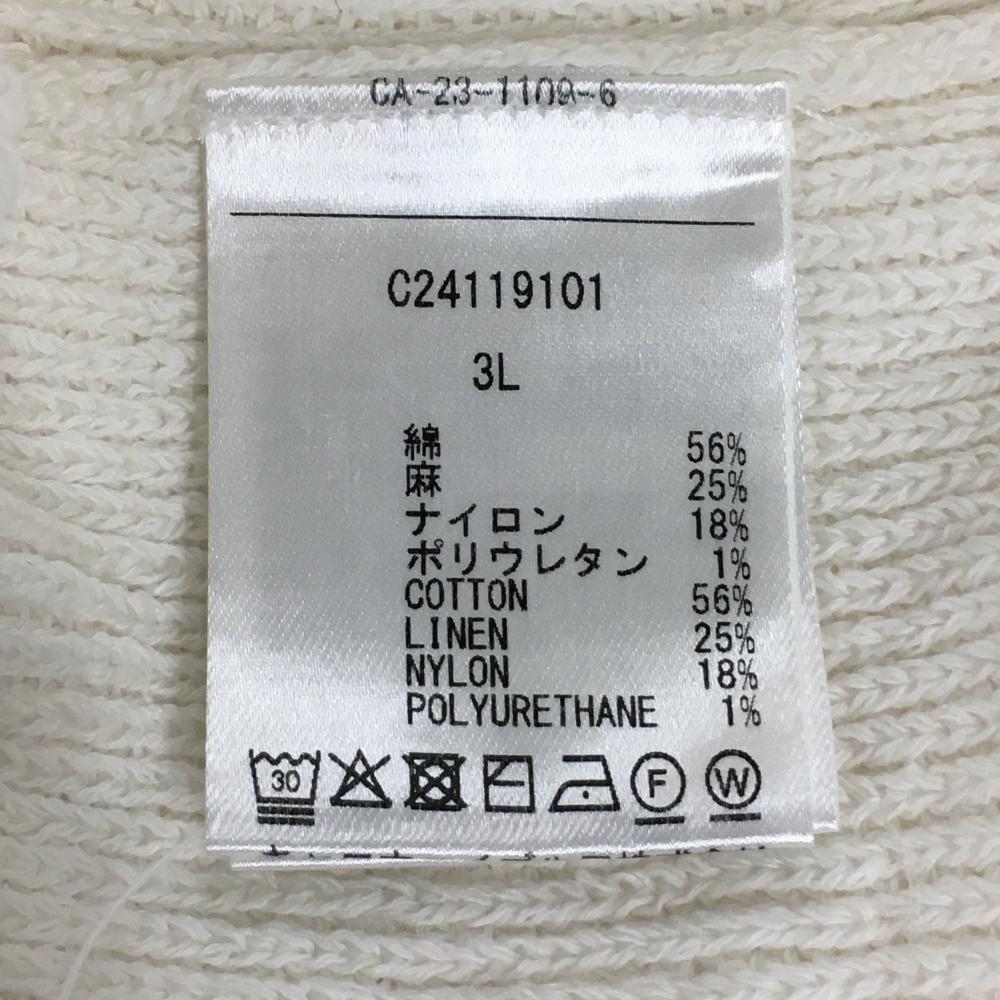 CA-23-1109-6
C24119101
3L
綿 56%
麻 25%
ナイロン 18%
ポリウレタン 1%
COTTON 56%
LINEN 25%
NYLON 18%
POLYURETHANE 1%
30 F W